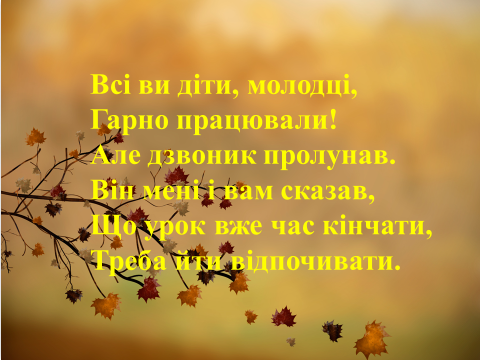 Всі ви діти, молодці,
Гарно працювали!
Але дзвоник пролунав.
Він мені і вам сказав,
Що урок вже час кінчати,
Треба йти відпочивати.